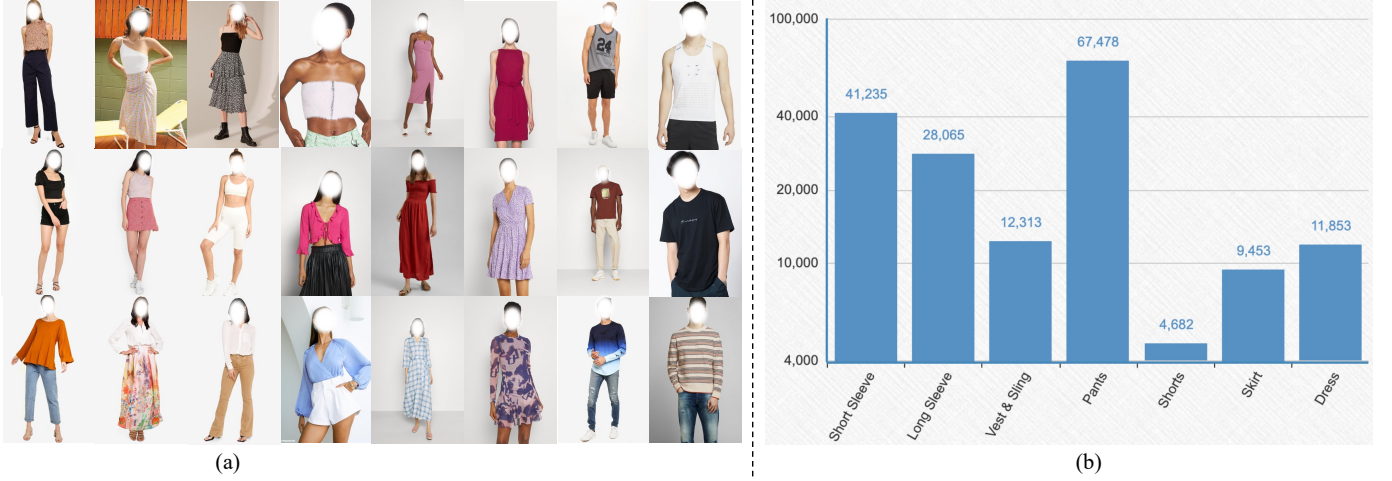 24
(a)
100,000
40,000
20,000
10,000
4,000
41,235
28,065
12,313
67,478
4,682
9,453
11,853
Short Sleeve
Long Sleeve
Vest & Sling
Pants
Shorts
Skirt
Dress
(b)